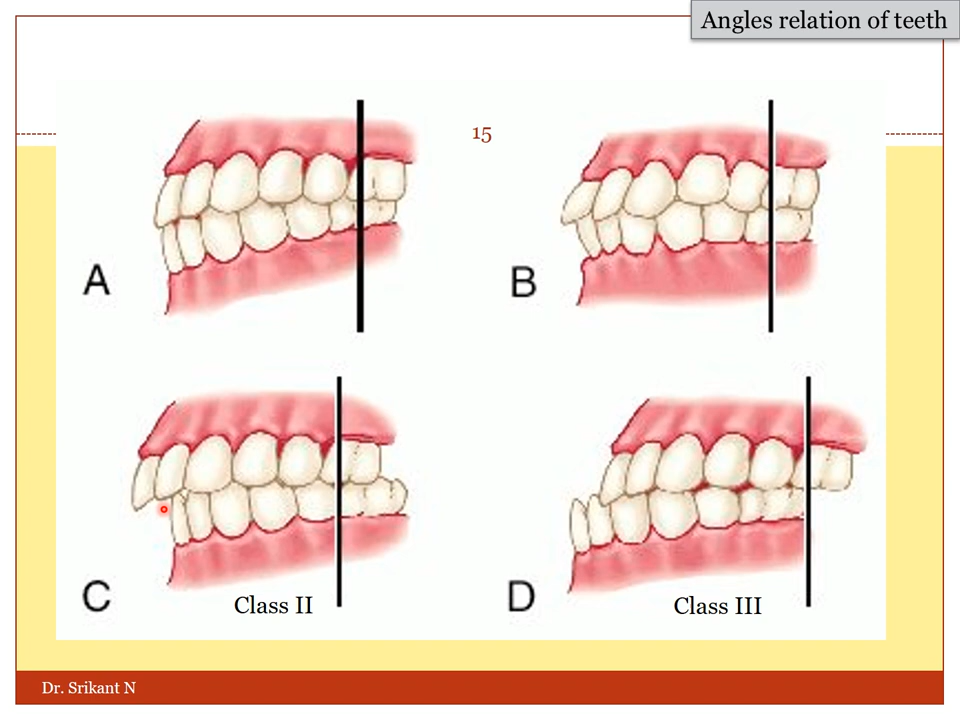 Angles relation of teeth
15
A
B
C
Class II
D
Class III
Dr. Srikant N